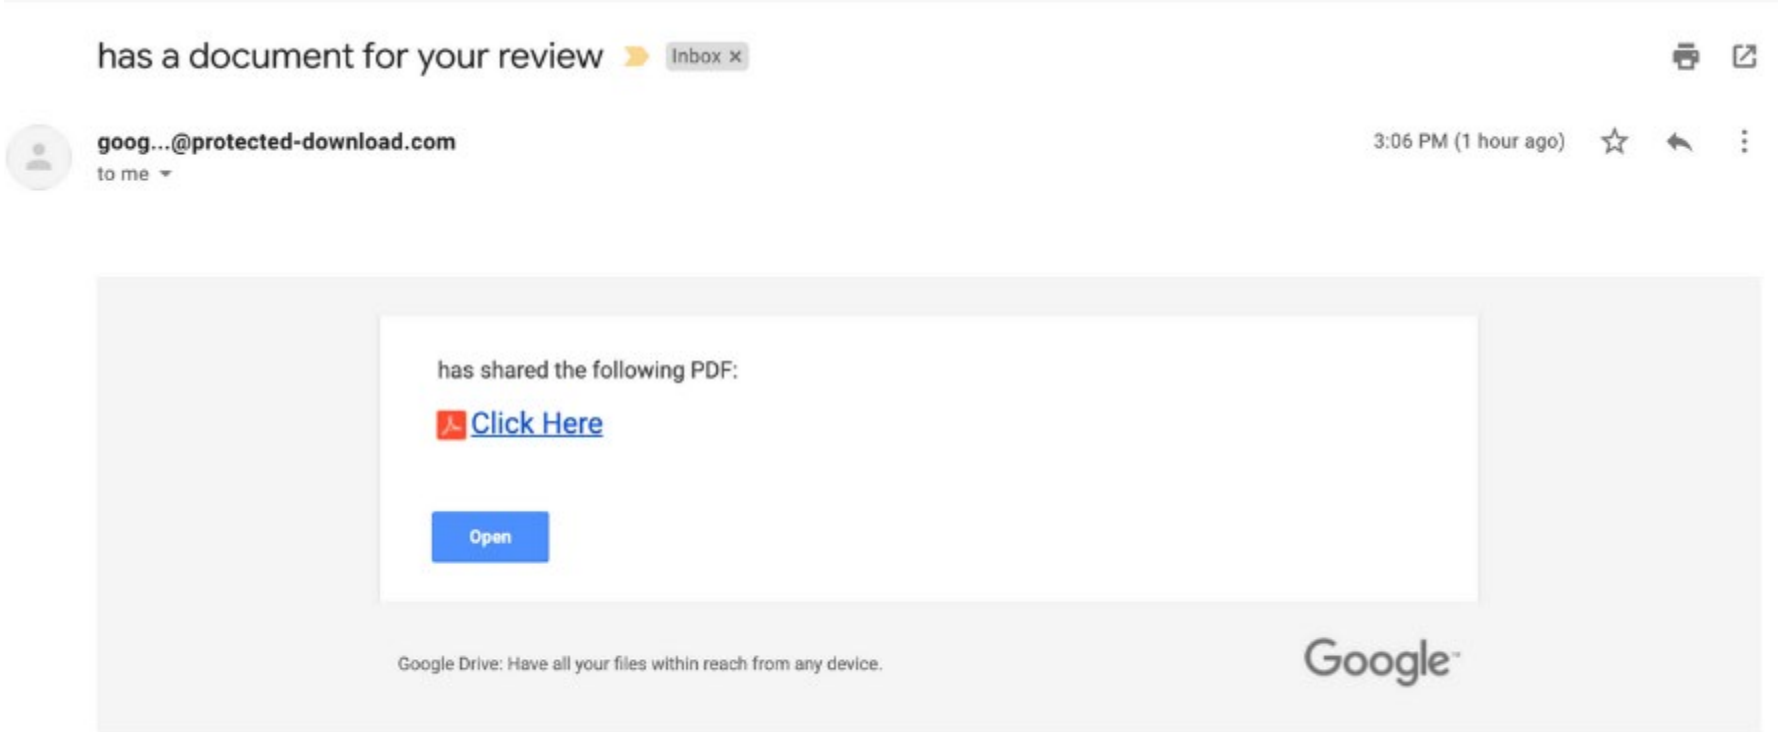 has a document for your review
Inbox ×
goog...@protected-download.com
3:06 PM (1 hour ago)
to me
has shared the following PDF:
Click Here
Open
Google Drive: Have all your files within reach from any device.
Google™